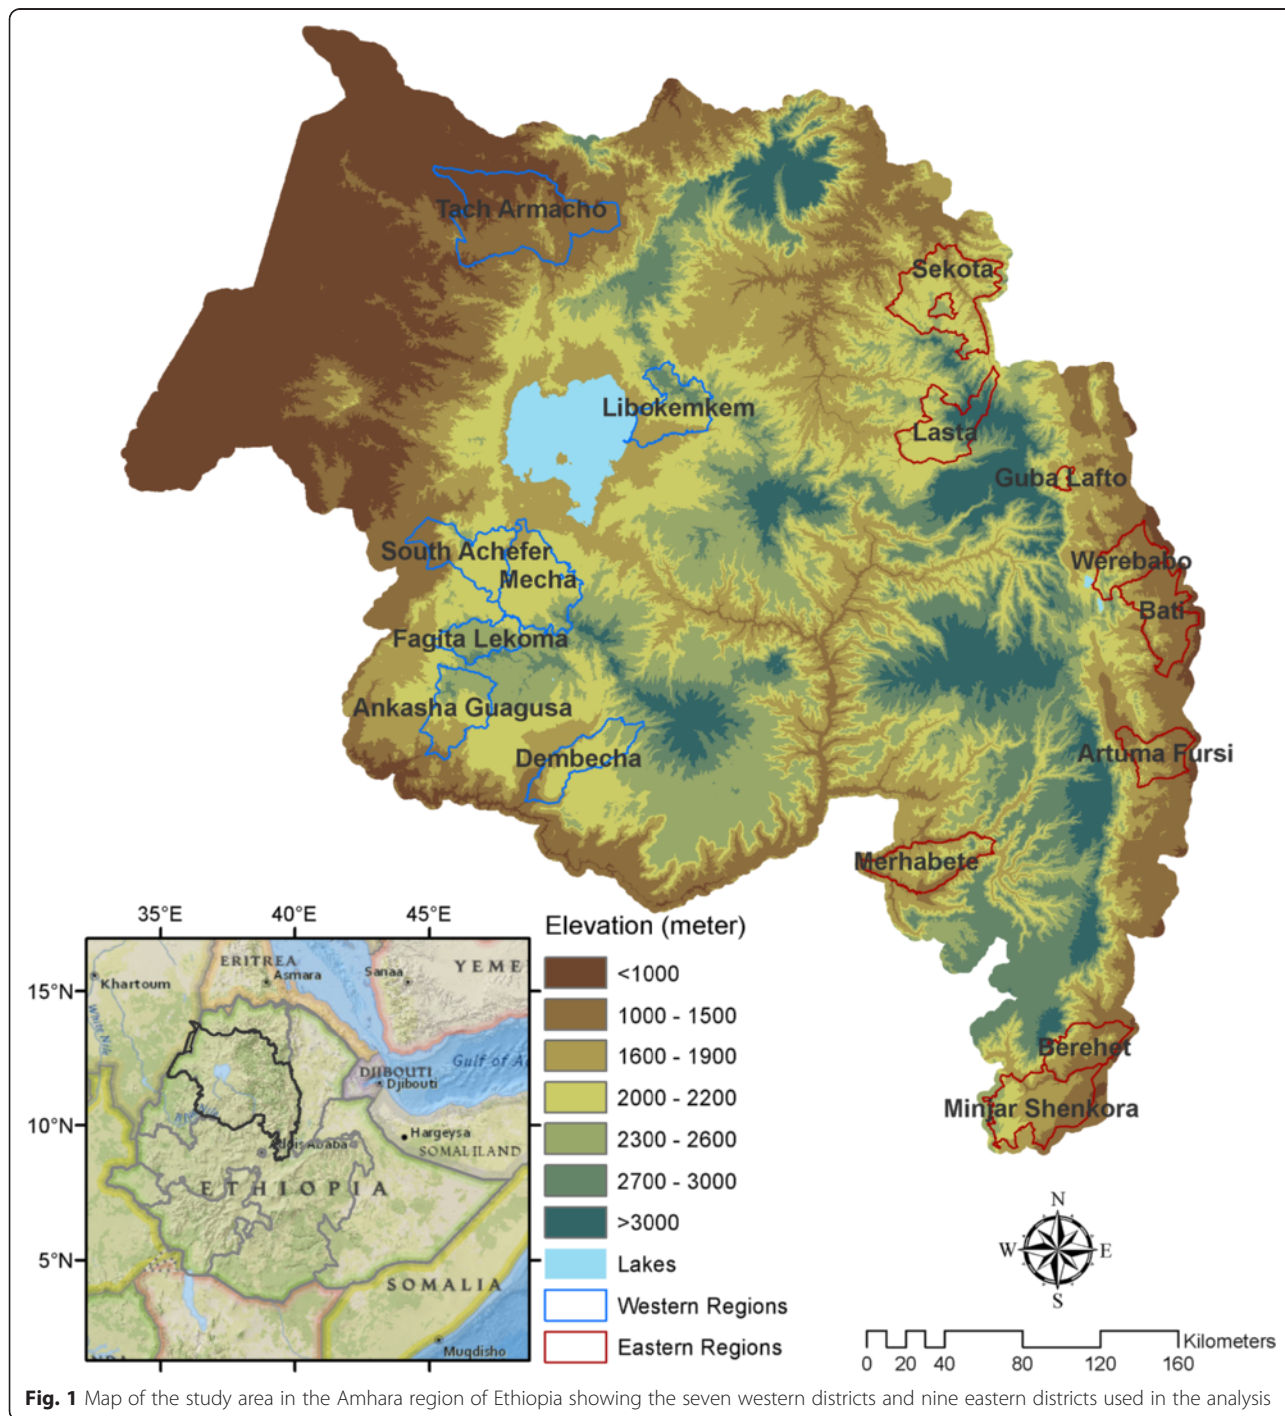 Tach Armacho
Sekota
Libokemkem
Lasta
Guba Lafto
South Achefer
Werebabo
Mecha
Bati
Fagita Lekoma
Ankasha Guagusa
Dembecha
Artuma Fursi
Merhabete
Berehet
Minjar Shenkora
35°E 40°E 45°E
15°N
10°N
5°N
ERITREA
Asmara
Sanaa
YEME
Khartoum
White Nile
DJIBOUTI
Djibouti
Gulf of A
Addis Ababa
Hargeysa
SOMALILAND
ETHIOPIA
SOMALIA
Muqdisho
Elevation (meter)
<1000
1000 - 1500
1600 - 1900
2000 - 2200
2300 - 2600
2700 - 3000
>3000
Lakes
Western Regions
Eastern Regions
N
W E
S
Kilometers
0 20 40 80 120 160
Fig. 1 Map of the study area in the Amhara region of Ethiopia showing the seven western districts and nine eastern districts used in the analysis